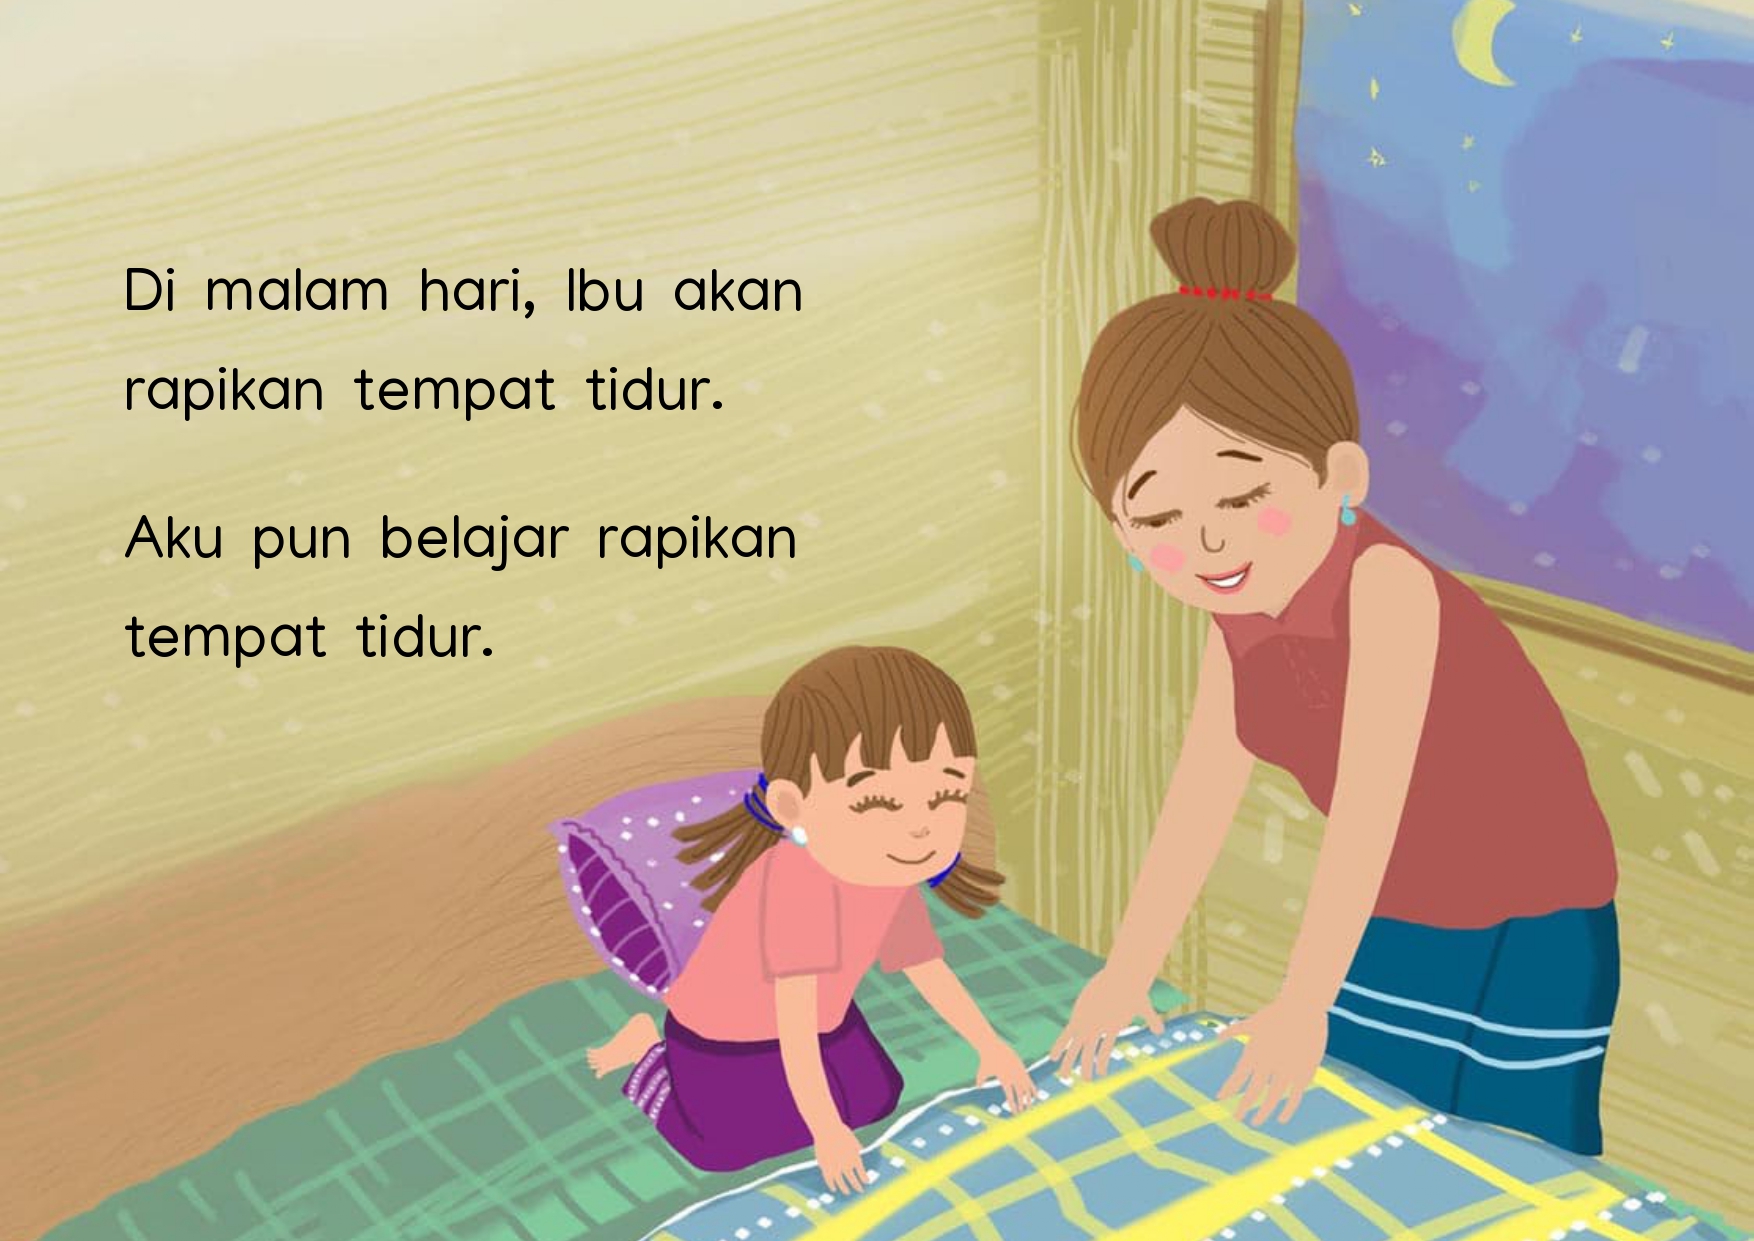 Di malam hari, Ibu akan
rapikan tempat tidur.
Aku pun belajar rapikan
tempat tidur.